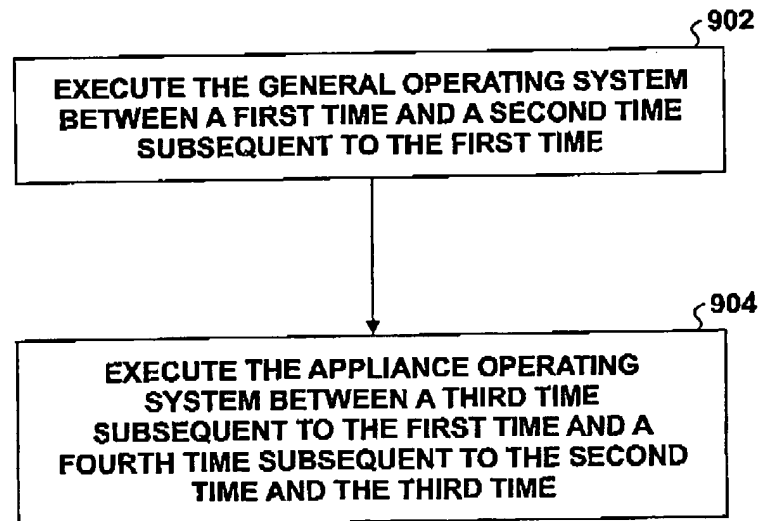 902
EXECUTE THE GENERAL OPERATING SYSTEM
BETWEEN A FIRST TIME AND A SECOND TIME
SUBSEQUENT TO THE FIRST TIME
904
EXECUTE THE APPLIANCE OPERATING
SYSTEM BETWEEN A THIRD TIME
SUBSEQUENT TO THE FIRST TIME AND A
FOURTH TIME SUBSEQUENT TO THE SECOND
TIME AND THE THIRD TIME